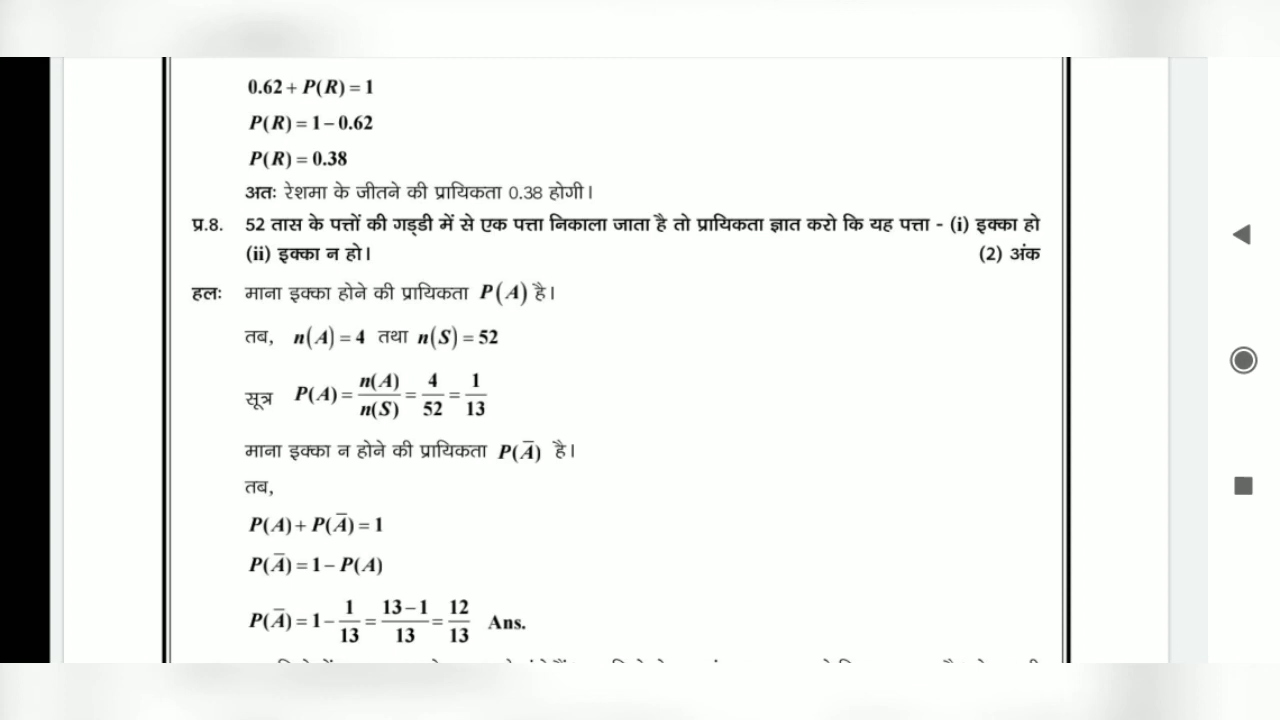 0.62 + P(R) = 1
P(R) = 1 − 0.62
P(R) = 0.38
अतः रेशमा के जीतने की प्रायिकता 0.38 होगी।
प्र.8. 52 तास के पत्तों की गड्डी में से एक पत्ता निकाला जाता है तो प्रायिकता ज्ञात करो कि यह पत्ता - (i) इक्का हो
(ii) इक्का न हो। (2) अंक
हलः माना इक्का होने की प्रायिकता P(A) है।
तब, n(A) = 4 तथा n(S) = 52
सूत्र P(A) = n(A)/n(S) = 4/52 = 1/13
माना इक्का न होने की प्रायिकता P(Ā) है।
तब,
P(A) + P(Ā) = 1
P(Ā) = 1 − P(A)
P(Ā) = 1 − 1/13 = 13−1/13 = 12/13 Ans.